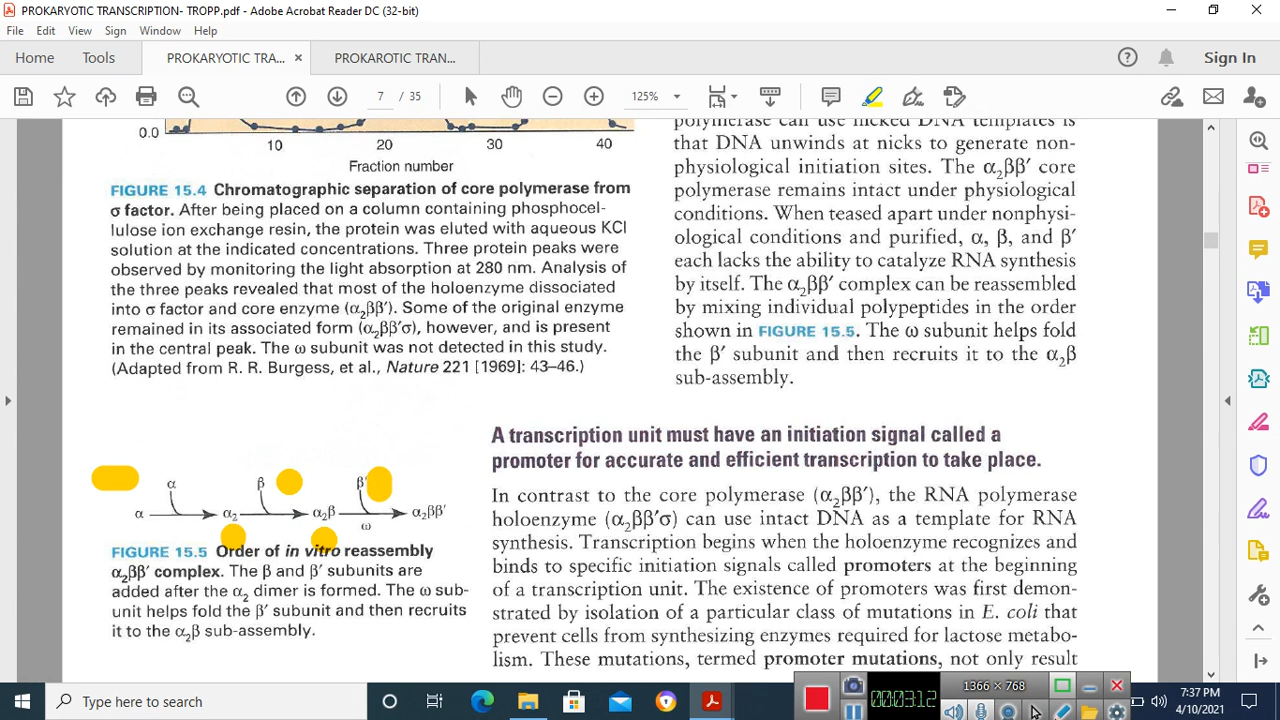 PROKARYOTIC TRANSCRIPTION- TROPP.pdf - Adobe Acrobat Reader DC (32-bit)
File Edit View Sign Window Help
Home Tools PROKARYOTIC TRA... × PROKAROTIC TRAN... Sign In
7 / 35 125%
0.0
10 20 30 40
Fraction number
FIGURE 15.4 Chromatographic separation of core polymerase from
σ factor. After being placed on a column containing phosphocel-
lulose ion exchange resin, the protein was eluted with aqueous KCl
solution at the indicated concentrations. Three protein peaks were
observed by monitoring the light absorption at 280 nm. Analysis of
the three peaks revealed that most of the holoenzyme dissociated
into σ factor and core enzyme (α₂ββ′). Some of the original enzyme
remained in its associated form (α₂ββ′σ), however, and is present
in the central peak. The ω subunit was not detected in this study.
(Adapted from R. R. Burgess, et al., Nature 221 [1969]: 43–46.)
polymerase can use nicked DNA templates is
that DNA unwinds at nicks to generate non-
physiological initiation sites. The α₂ββ′ core
polymerase remains intact under physiological
conditions. When teased apart under nonphysi-
ological conditions and purified, α, β, and β′
each lacks the ability to catalyze RNA synthesis
by itself. The α₂ββ′ complex can be reassembled
by mixing individual polypeptides in the order
shown in FIGURE 15.5. The ω subunit helps fold
the β′ subunit and then recruits it to the α₂β
sub-assembly.
α β β′
α α₂ α₂β α₂ββ′
ω
FIGURE 15.5 Order of in vitro reassembly
α₂ββ′ complex. The β and β′ subunits are
added after the α₂ dimer is formed. The ω sub-
unit helps fold the β′ subunit and then recruits
it to the α₂β sub-assembly.
A transcription unit must have an initiation signal called a
promoter for accurate and efficient transcription to take place.
In contrast to the core polymerase (α₂ββ′), the RNA polymerase
holoenzyme (α₂ββ′σ) can use intact DNA as a template for RNA
synthesis. Transcription begins when the holoenzyme recognizes and
binds to specific initiation signals called promoters at the beginning
of a transcription unit. The existence of promoters was first demon-
strated by isolation of a particular class of mutations in E. coli that
prevent cells from synthesizing enzymes required for lactose metabo-
lism. These mutations, termed promoter mutations, not only result
Type here to search
1366 × 768
00:03:12
7:37 PM
4/10/2021